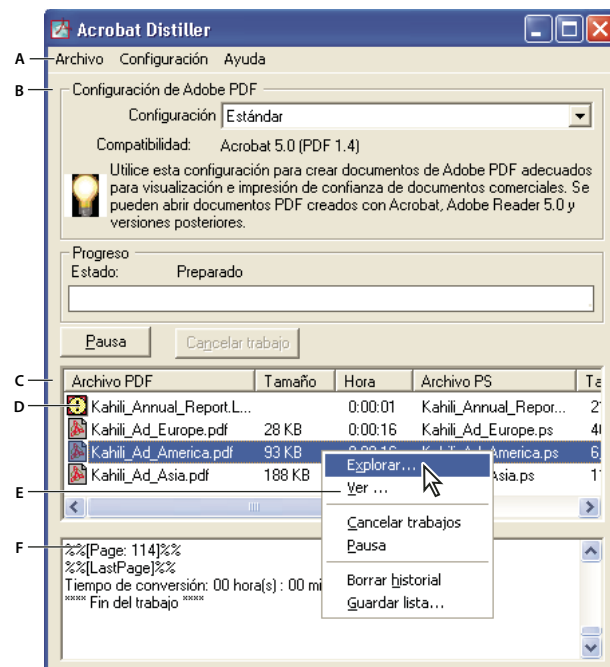 Acrobat Distiller
A
Archivo Configuración Ayuda
B
Configuración de Adobe PDF
Configuración Estándar
Compatibilidad: Acrobat 5.0 (PDF 1.4)
Utilice esta configuración para crear documentos de Adobe PDF adecuados
para visualización e impresión de confianza de documentos comerciales. Se
pueden abrir documentos PDF creados con Acrobat, Adobe Reader 5.0 y
versiones posteriores.
Progreso
Estado: Preparado
Pausa Cancelar trabajo
C
Archivo PDF Tamaño Hora Archivo PS
D
Kahili_Annual_Report.L... 0:00:01 Kahili_Annual_Repor...
Kahili_Ad_Europe.pdf 28 KB 0:00:16 Kahili_Ad_Europe.ps
Kahili_Ad_America.pdf 93 KB
Kahili_Ad_Asia.pdf 188 KB
E
Explorar...
Ver ...
Cancelar trabajos
Pausa
Borrar historial
Guardar lista...
F
%%[Page: 114]%%
%%[LastPage]%%
Tiempo de conversión: 00 hora(s) : 00 mi
**** Fin del trabajo ****